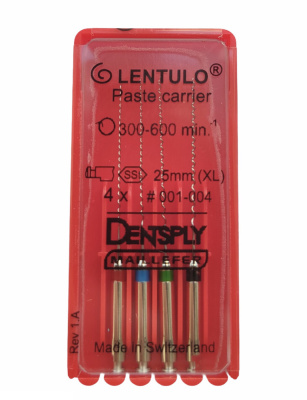 LENTULO®
Paste carrier
300-600 min.⁻¹
SSt 25mm (XL)
4 x # 001-004
DENTSPLY
MAILLEFER
Made in Switzerland
Rev 1.A